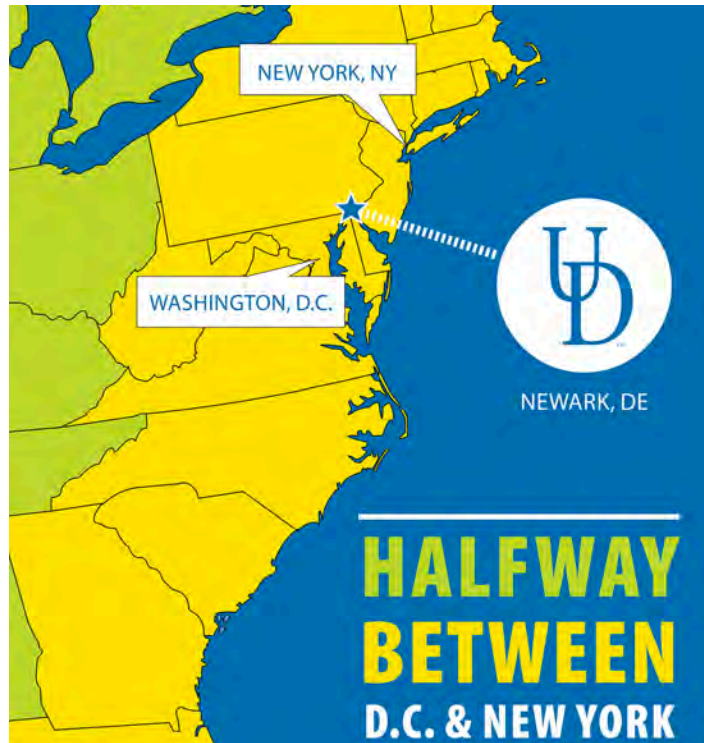 NEW YORK, NY
WASHINGTON, D.C.
UD
NEWARK, DE
HALFWAY
BETWEEN
D.C. & NEW YORK